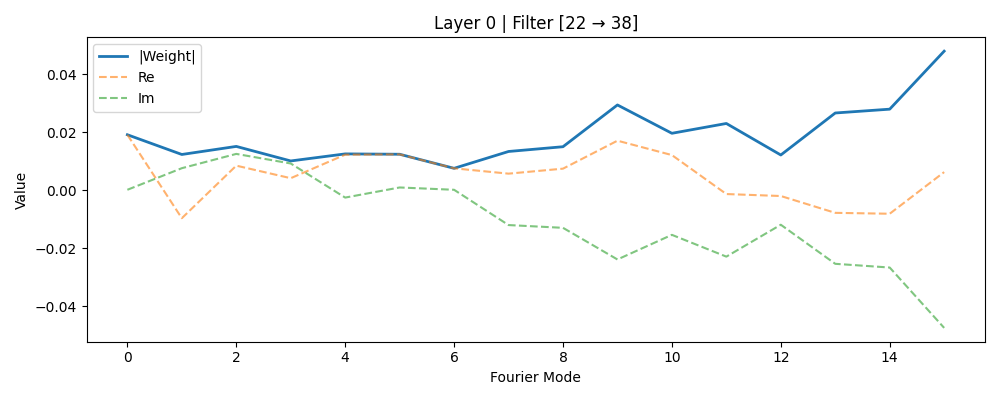 Layer 0 | Filter [22 → 38]
|Weight|
Re
Im
Value
0.04
0.02
0.00
−0.02
−0.04
0 2 4 6 8 10 12 14
Fourier Mode